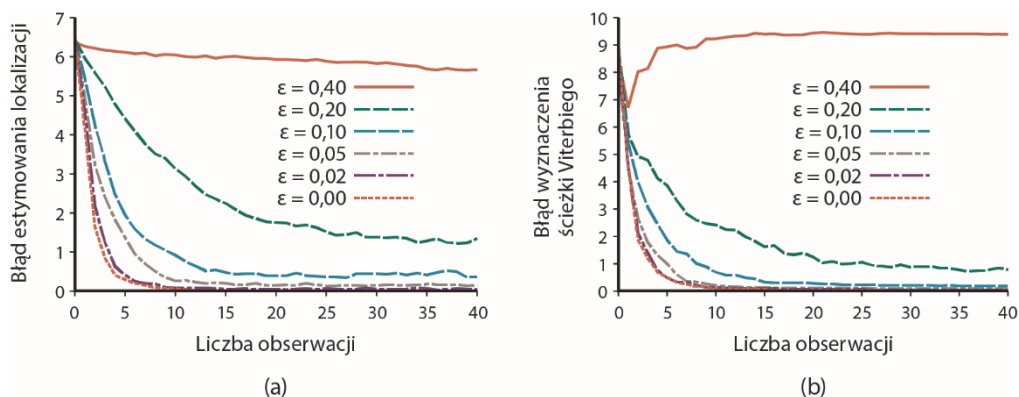 7
6
5
4
3
2
1
0
Błąd estymowania lokalizacji
ε = 0,40
ε = 0,20
ε = 0,10
ε = 0,05
ε = 0,02
ε = 0,00
0 5 10 15 20 25 30 35 40
Liczba obserwacji
(a)
10
9
8
7
6
5
4
3
2
1
0
Błąd wyznaczenia
ścieżki Viterbiego
ε = 0,40
ε = 0,20
ε = 0,10
ε = 0,05
ε = 0,02
ε = 0,00
0 5 10 15 20 25 30 35 40
Liczba obserwacji
(b)